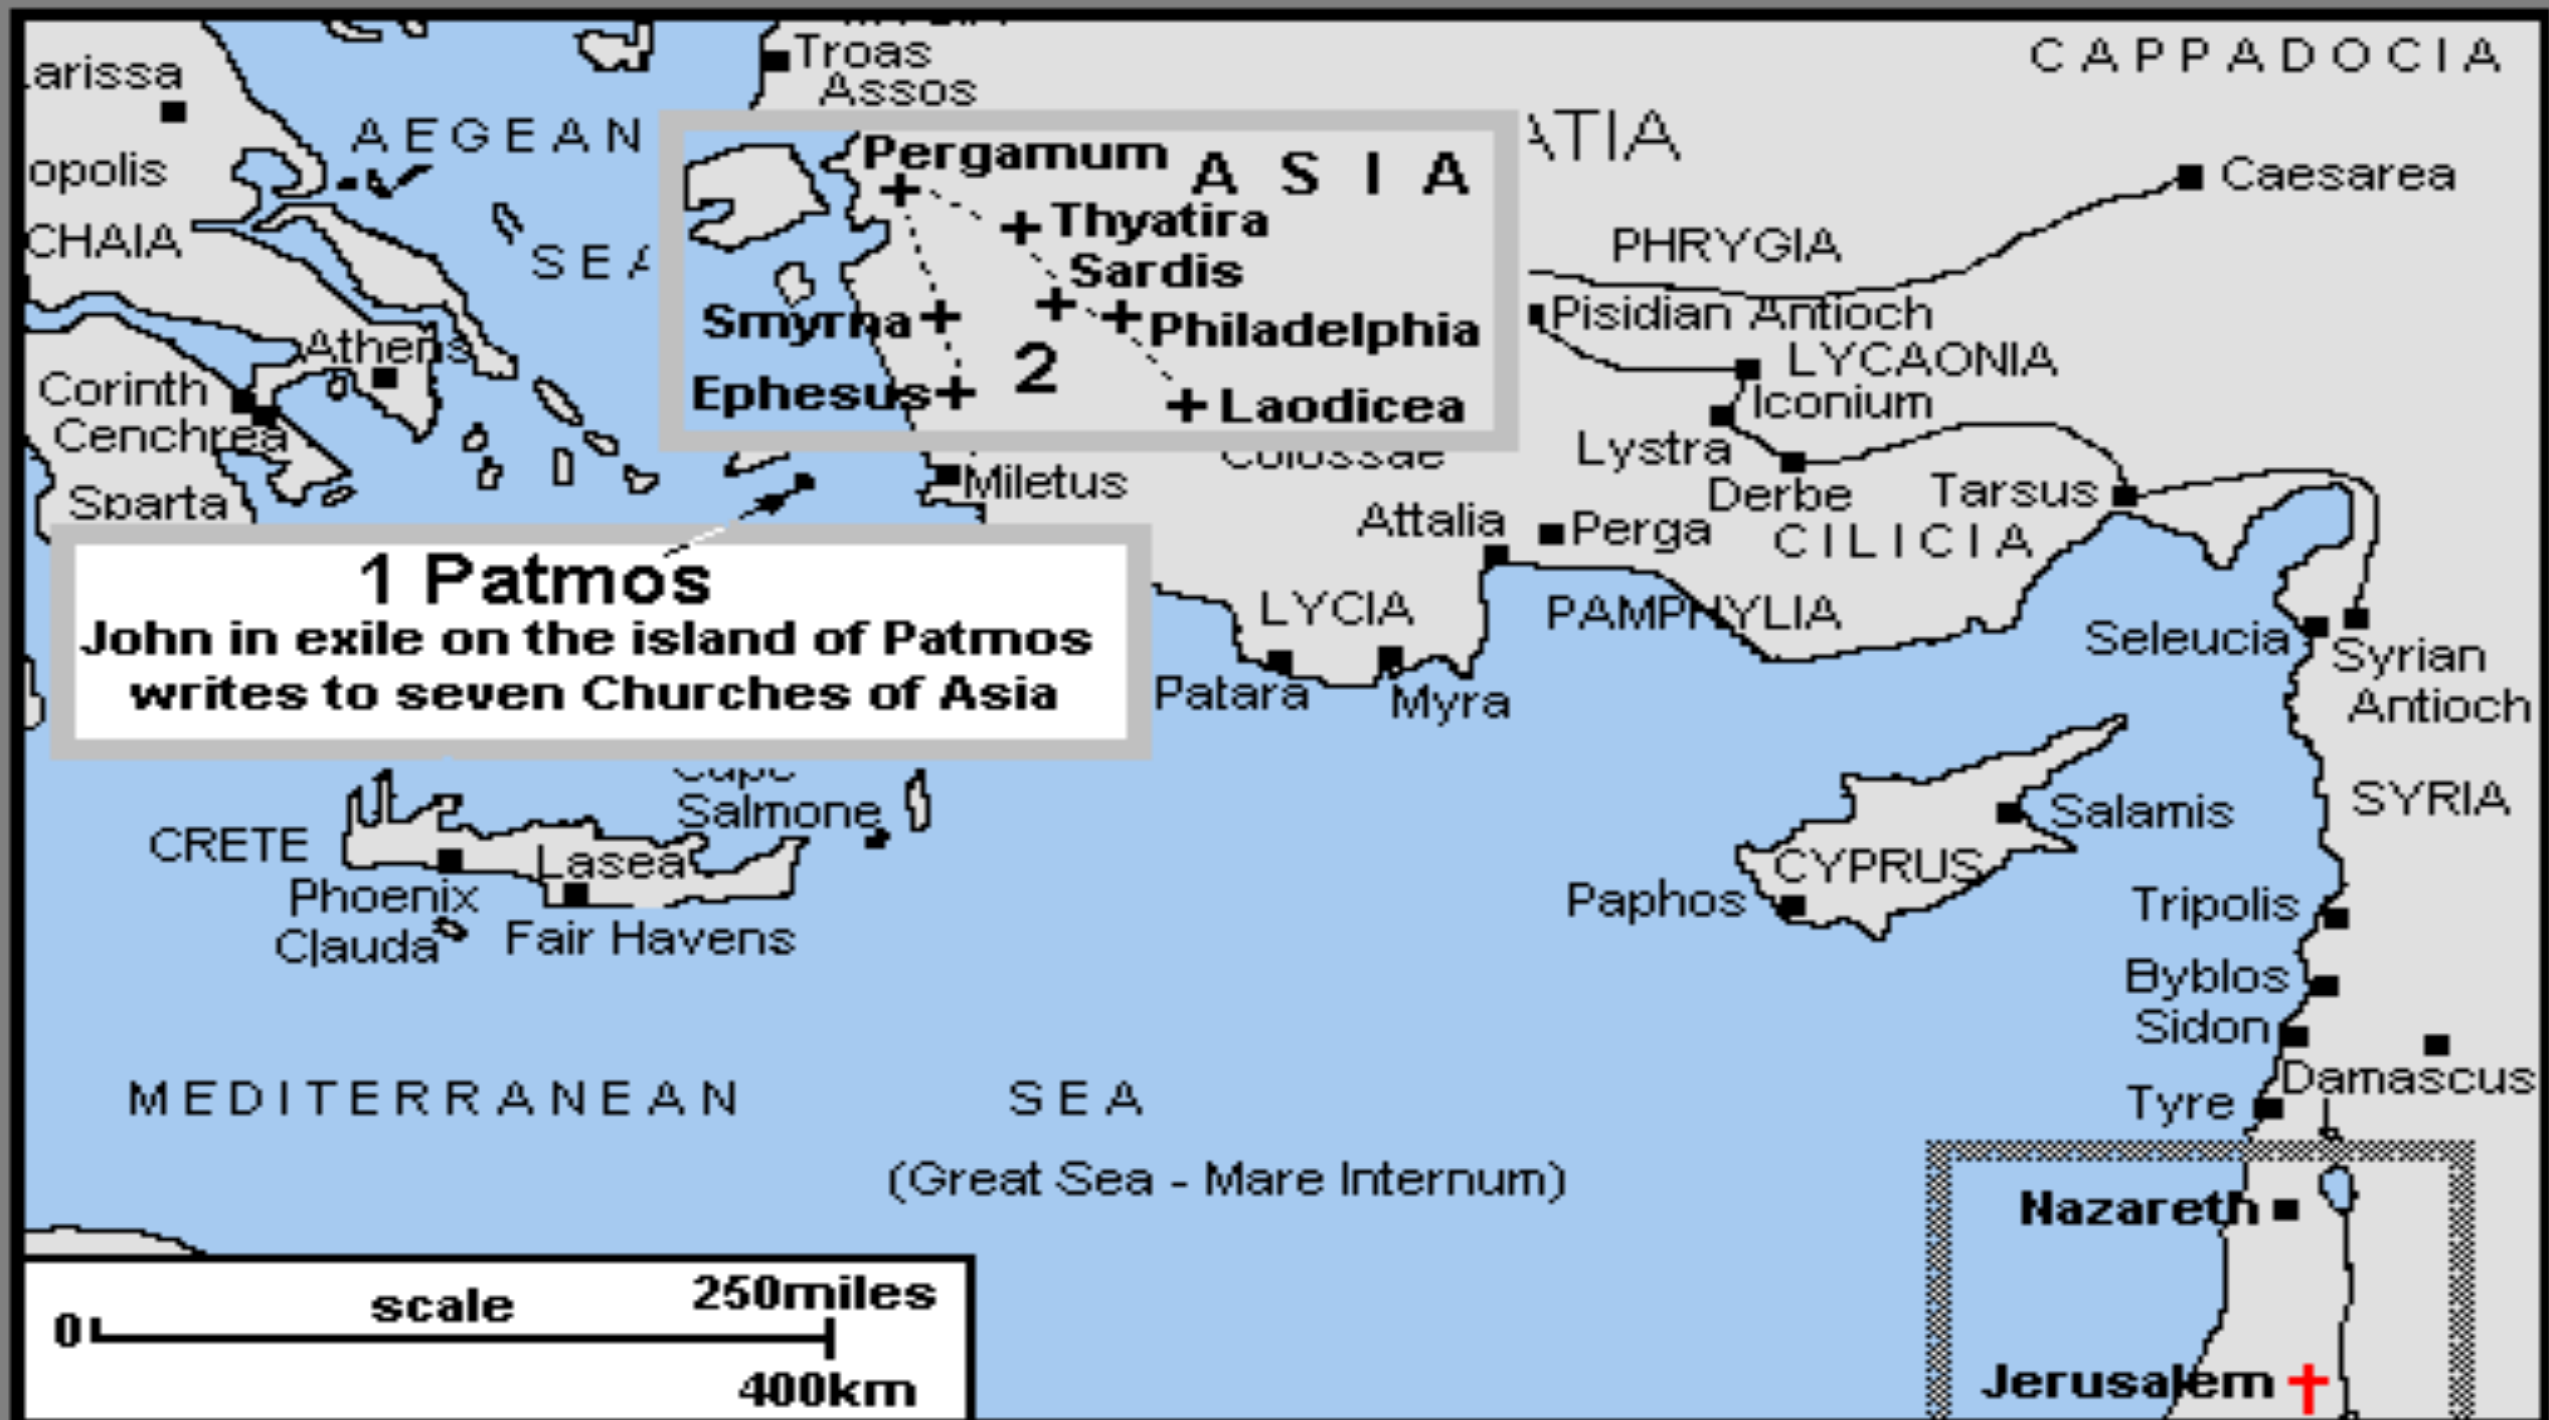 Troas
Assos
CAPPADOCIA
arissa
AEGEAN
SEA
opolis
CHAIA
Pergamum
ASIA
Thyatira
Sardis
Smyrna
Philadelphia
2
Ephesus
Laodicea
ATIA
Caesarea
PHRYGIA
Pisidian Antioch
LYCAONIA
Iconium
Lystra
Derbe
Tarsus
CILICIA
Athens
Corinth
Cenchrea
Sparta
Miletus
Colossae
Attalia
Perga
1 Patmos
John in exile on the island of Patmos
writes to seven Churches of Asia
LYCIA
PAMPHYLIA
Patara
Myra
Seleucia
Syrian
Antioch
SYRIA
Cape
Salmone
CRETE
Lasea
Phoenix
Clauda
Fair Havens
Salamis
CYPRUS
Paphos
Tripolis
Byblos
Sidon
Damascus
Tyre
MEDITERRANEAN SEA
(Great Sea - Mare Internum)
Nazareth
Jerusalem
scale
250miles
0
400km